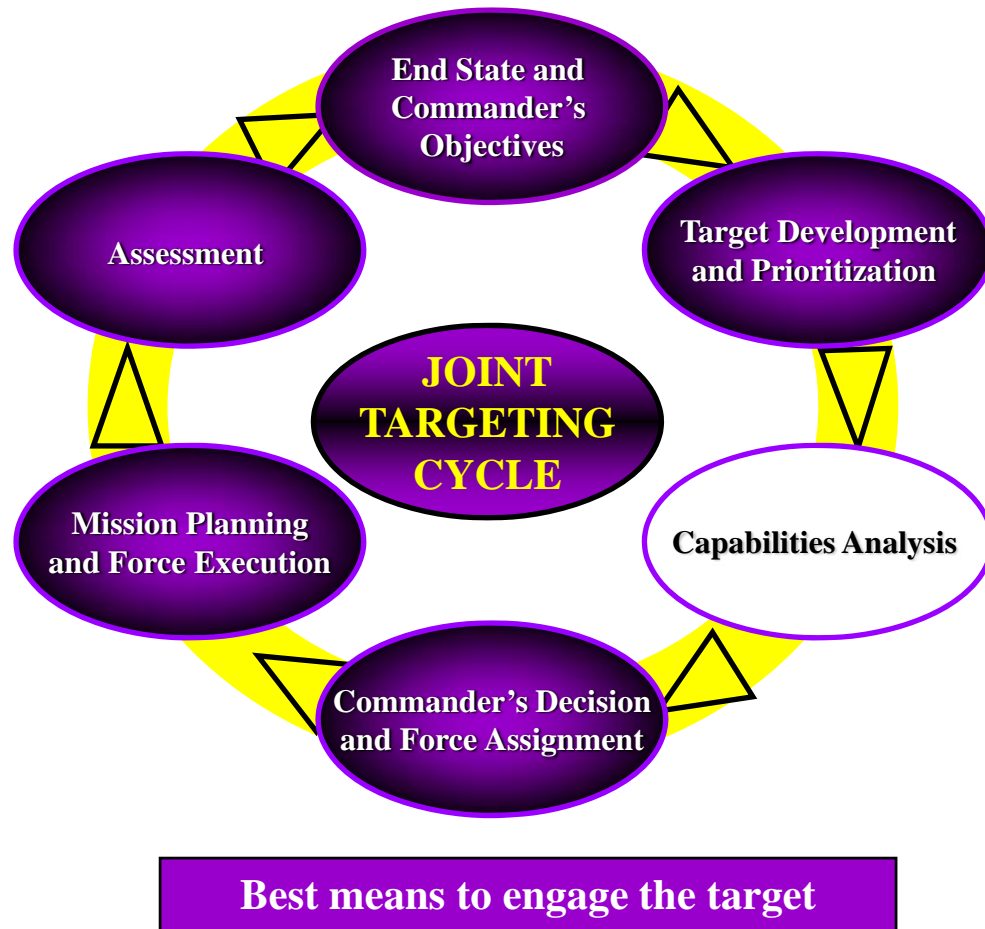 End State and
Commander’s
Objectives
Assessment
Target Development
and Prioritization
JOINT
TARGETING
CYCLE
Mission Planning
and Force Execution
Capabilities Analysis
Commander’s Decision
and Force Assignment
Best means to engage the target